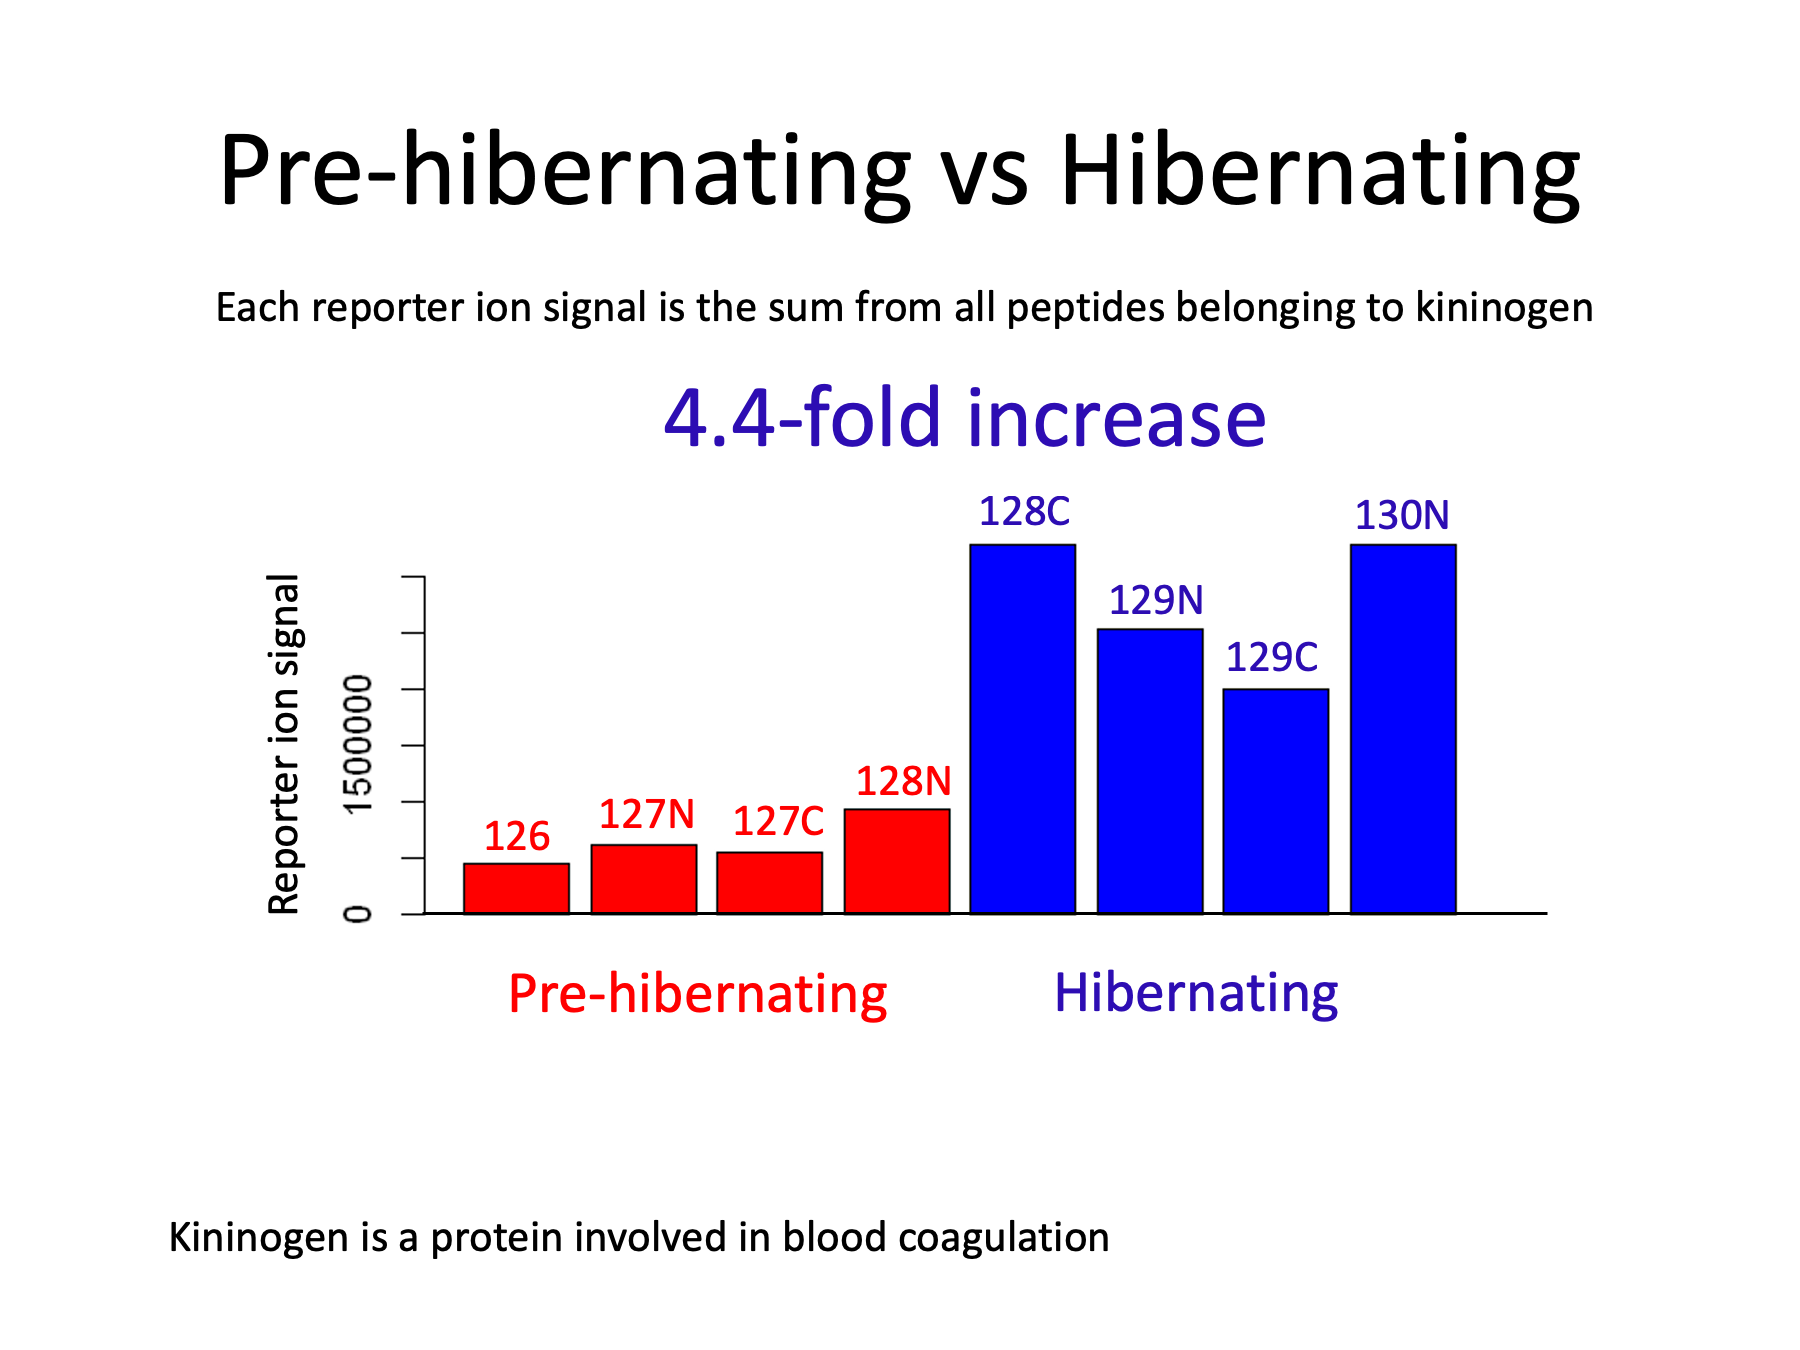 Pre-hibernating vs Hibernating
Each reporter ion signal is the sum from all peptides belonging to kininogen
4.4-fold increase
128C
130N
129N
129C
128N
127N
127C
126
Reporter ion signal
1500000
0
Pre-hibernating
Hibernating
Kininogen is a protein involved in blood coagulation